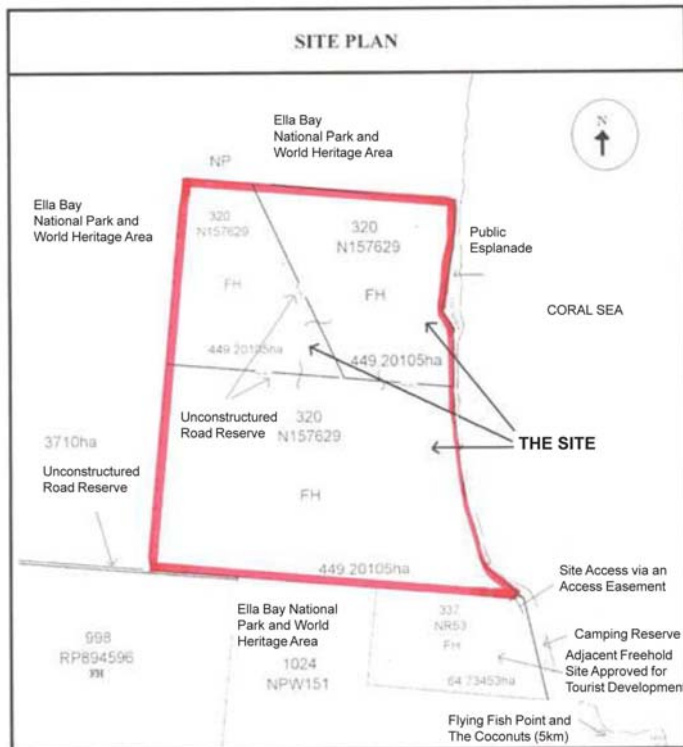 SITE PLAN
Ella Bay
National Park and
World Heritage Area
N
NP
Ella Bay
National Park and
World Heritage Area
320
N157629
320
N157629
Public
Esplanade
FH
FH
CORAL SEA
449 20105ha
449 20105ha
Unconstructured
Road Reserve
320
N157629
THE SITE
3710ha
Unconstructured
Road Reserve
FH
449 20105ha
Site Access via an
Access Easement
Ella Bay National
Park and World
Heritage Area
337
NR53
FH
Camping Reserve
998
RP894596
FH
1024
NPW151
Adjacent Freehold
Site Approved for
Tourist Development
64 73453ha
Flying Fish Point and
The Coconuts (5km)